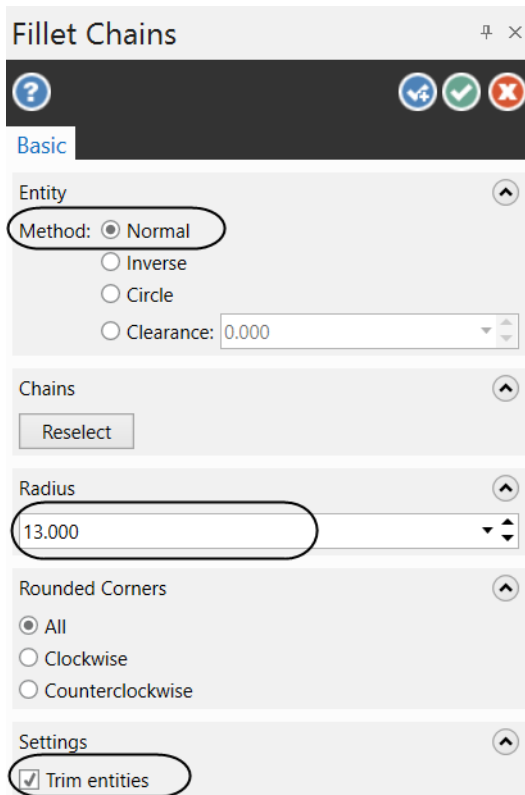 Fillet Chains
Basic
Entity
Method: Normal
Inverse
Circle
Clearance: 0.000
Chains
Reselect
Radius
13.000
Rounded Corners
All
Clockwise
Counterclockwise
Settings
Trim entities